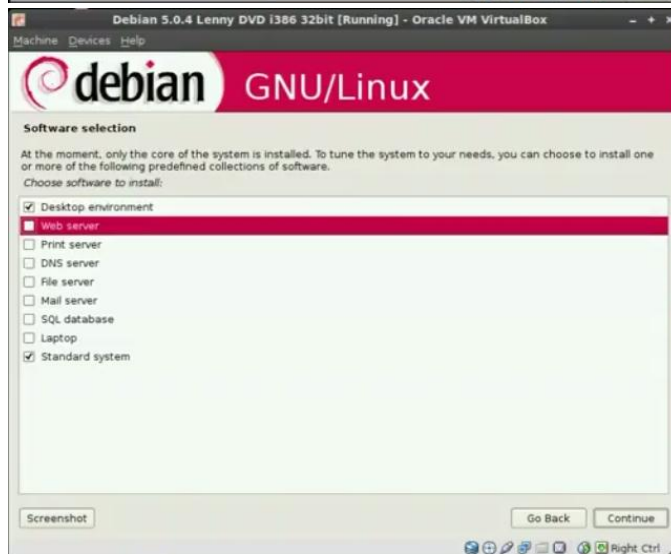 Debian 5.0.4 Lenny DVD i386 32bit [Running] - Oracle VM VirtualBox
Machine Devices Help
debian GNU/Linux
Software selection
At the moment, only the core of the system is installed. To tune the system to your needs, you can choose to install one
or more of the following predefined collections of software.
Choose software to install:
Desktop environment
Web server
Print server
DNS server
File server
Mail server
SQL database
Laptop
Standard system
Screenshot Go Back Continue
Right Ctrl